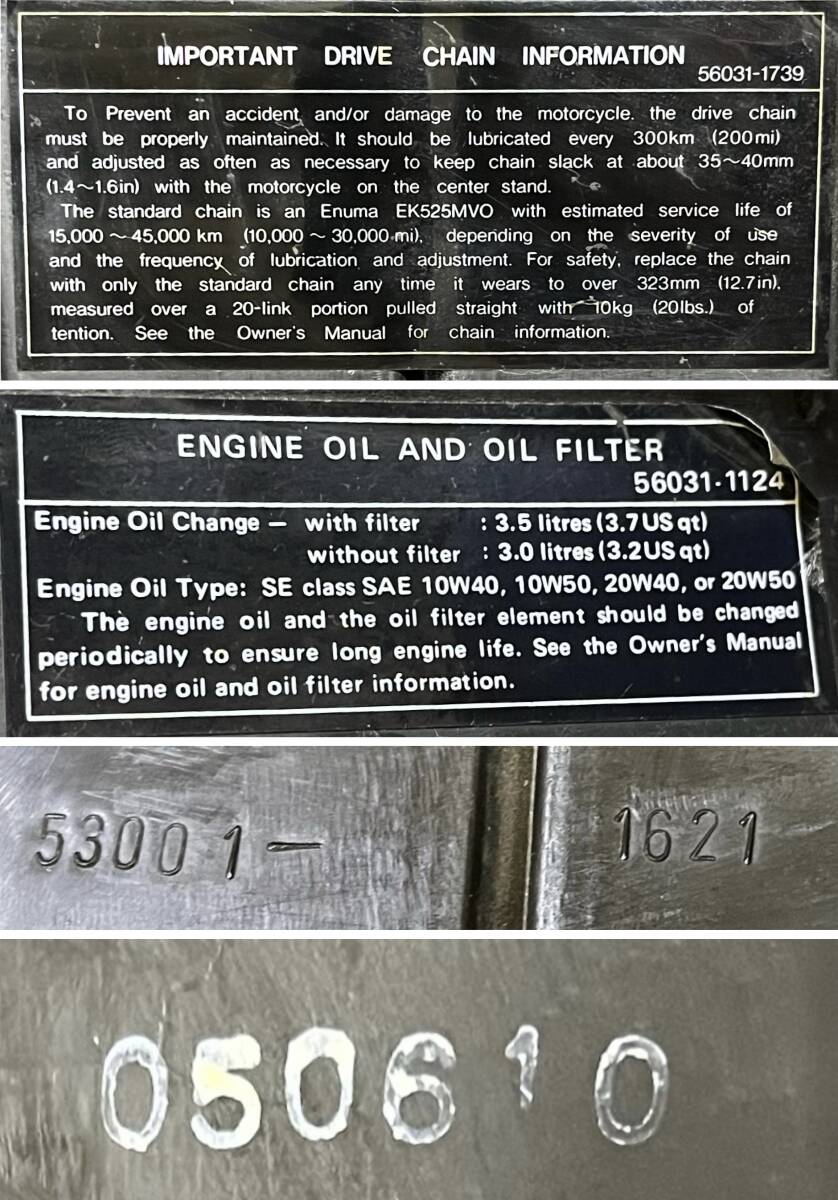 IMPORTANT DRIVE CHAIN INFORMATION
56031-1739
To Prevent an accident, and/or damage to the motorcycle. the drive chain
must be properly maintained. It should be lubricated every 300km (200mi)
and adjusted as often as necessary to keep chain slack at about 35~40mm
(1.4~1.6in) with the motorcycle on the center stand.
The standard chain is an Enuma EK525MVO with estimated service life of
15,000 ~ 45,000 km (10,000 ~ 30,000 mi), depending on the severity of use
and the frequency of lubrication and adjustment. For safety, replace the chain
with only the standard chain any time it wears to over 323mm (12.7in).
measured over a 20-link portion pulled straight with 10kg (20lbs.) of
tention. See the Owner's Manual for chain information.
ENGINE OIL AND OIL FILTER
56031-1124
Engine Oil Change – with filter : 3.5 litres (3.7US qt)
without filter : 3.0 litres (3.2US qt)
Engine Oil Type: SE class SAE 10W40, 10W50, 20W40, or 20W50
The engine oil and the oil filter element should be changed
periodically to ensure long engine life. See the Owner's Manual
for engine oil and oil filter information.
53001-1621
050610